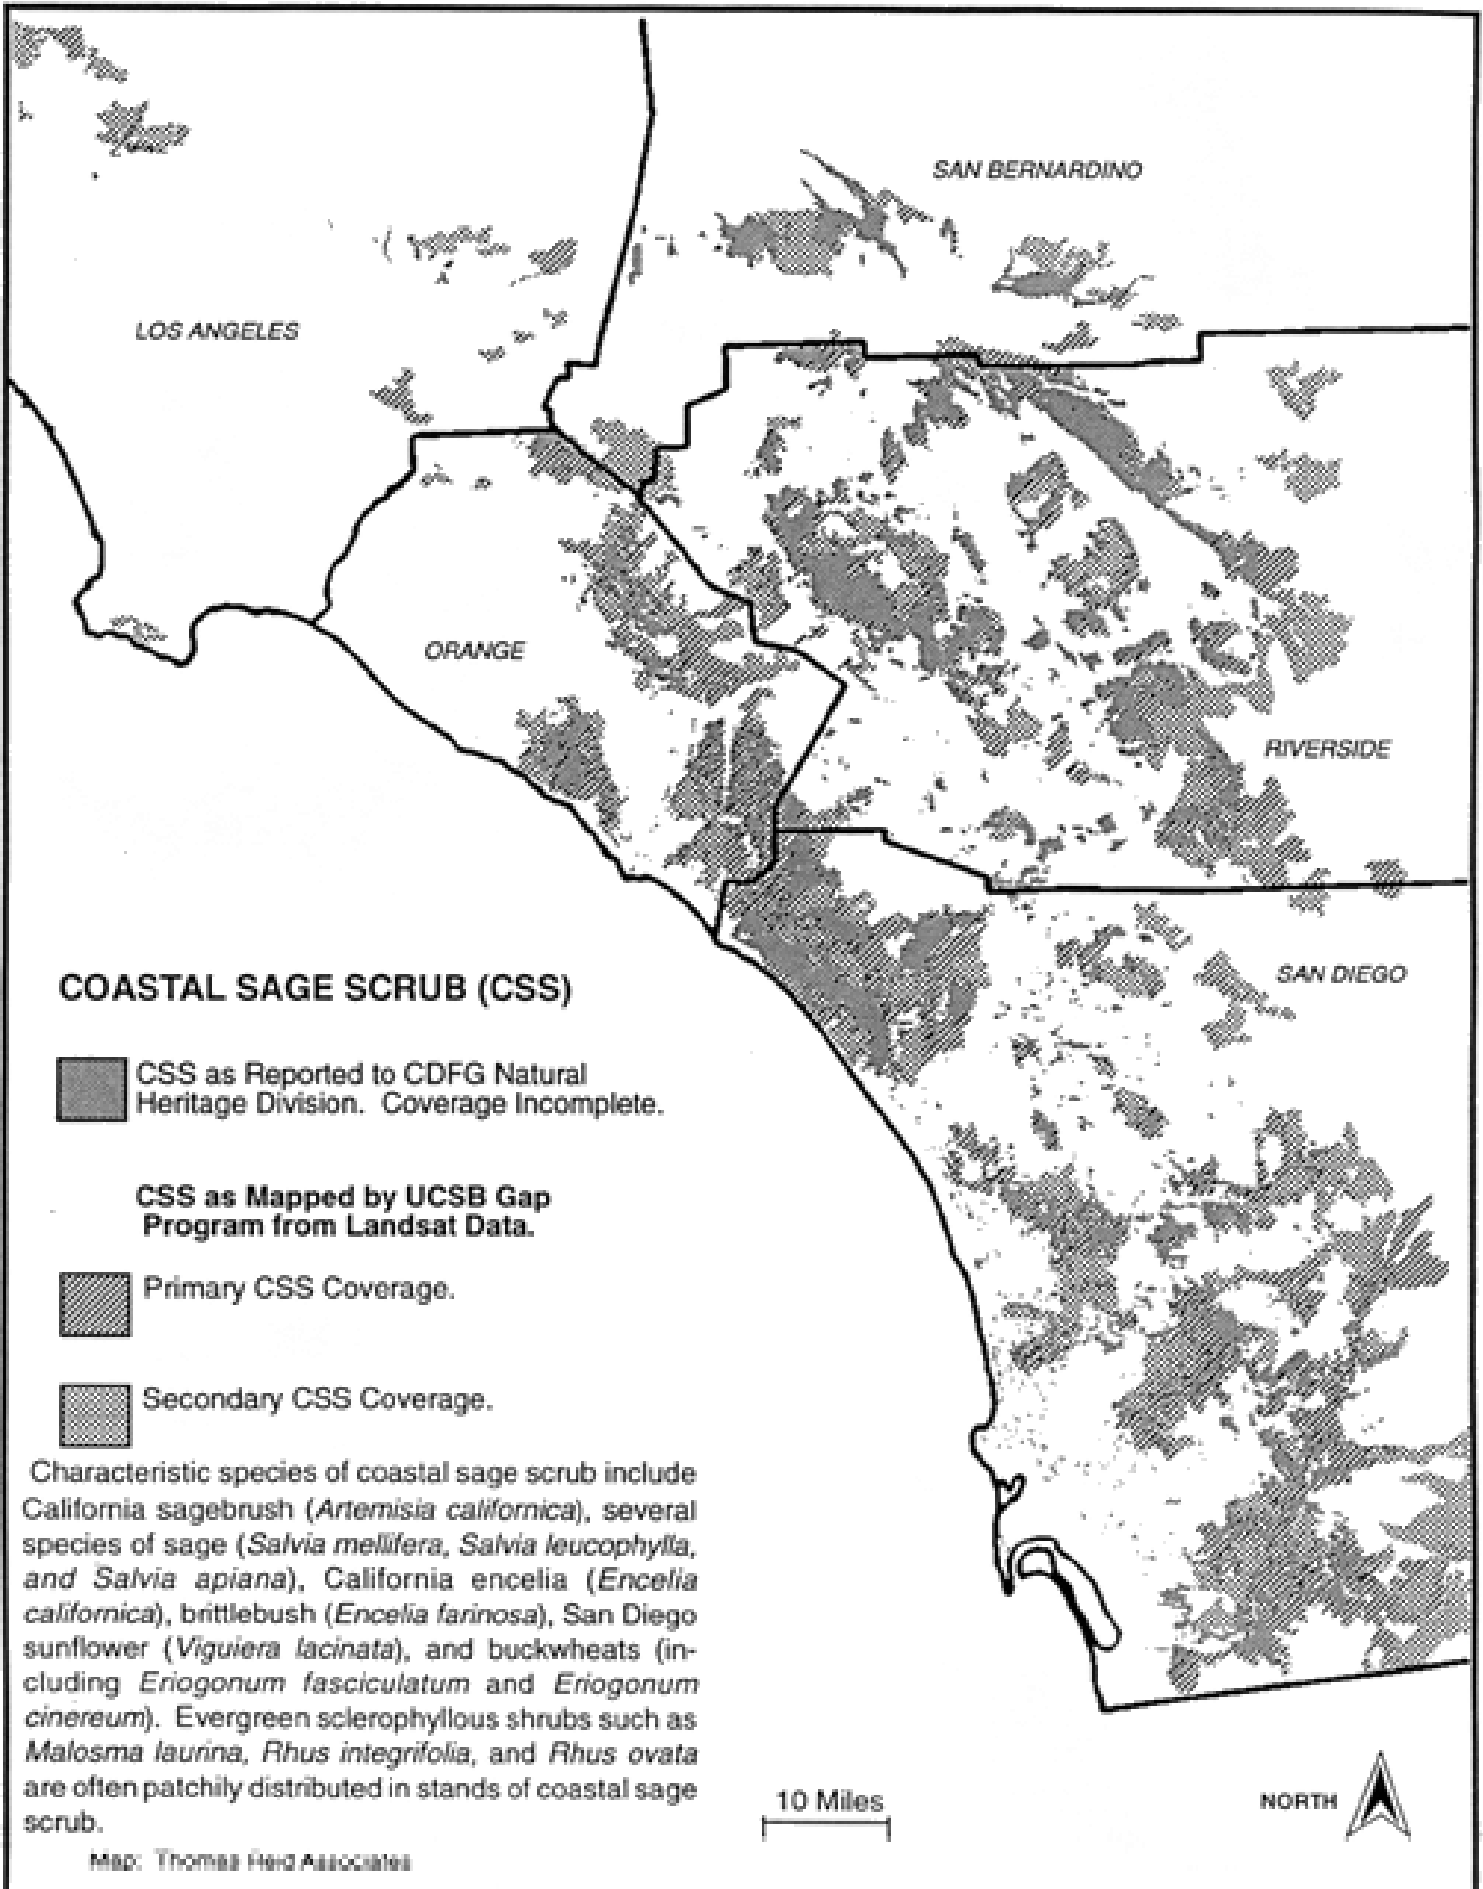 SAN BERNARDINO
LOS ANGELES
ORANGE
RIVERSIDE
SAN DIEGO
COASTAL SAGE SCRUB (CSS)
CSS as Reported to CDFG Natural
Heritage Division. Coverage Incomplete.
CSS as Mapped by UCSB Gap
Program from Landsat Data.
Primary CSS Coverage.
Secondary CSS Coverage.
Characteristic species of coastal sage scrub include
California sagebrush (Artemisia californica), several
species of sage (Salvia mellifera, Salvia leucophylla,
and Salvia apiana), California encelia (Encelia
californica), brittlebush (Encelia farinosa), San Diego
sunflower (Viguiera lacinata), and buckwheats (in-
cluding Eriogonum fasciculatum and Eriogonum
cinereum). Evergreen sclerophyllous shrubs such as
Malosma laurina, Rhus integrifolia, and Rhus ovata
are often patchily distributed in stands of coastal sage
scrub.
10 Miles
NORTH
Map: Thomas Reid Associates